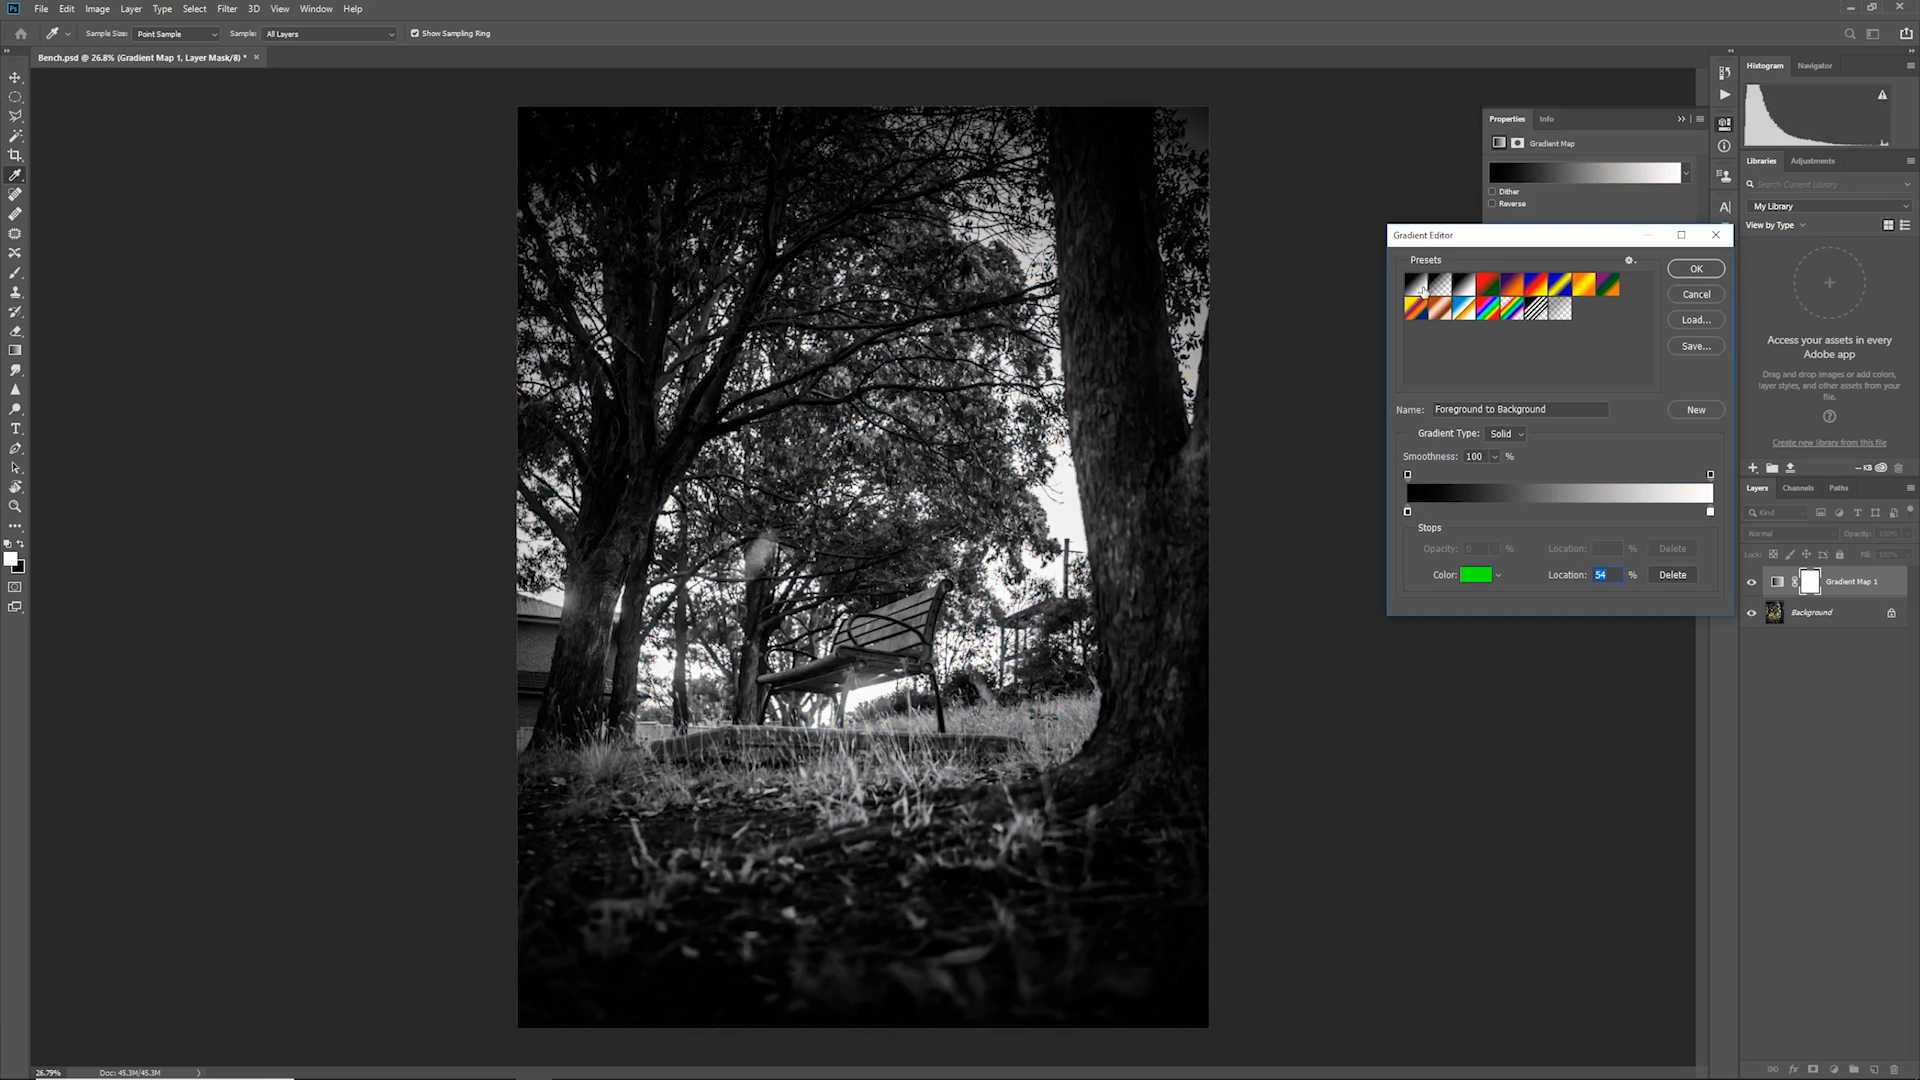 Ps File Edit Image Layer Type Select Filter 3D View Window Help
Sample Size: Point Sample Sample: All Layers Show Sampling Ring
Bench.psd @ 26.8% (Gradient Map 1, Layer Mask/8) * ×
Histogram Navigator
Properties Info
Gradient Map
Dither
Reverse
Libraries Adjustments
Search Current Library
My Library
View by Type
Access your assets in every
Adobe app
Drag and drop images or add colors,
layer styles, and other assets from your
file.
Create new library from this file
-- KB
Gradient Editor
Presets
OK
Cancel
Load...
Save...
Name: Foreground to Background New
Gradient Type: Solid
Smoothness: 100 %
Stops
Opacity: 0 % Location: % Delete
Color: Location: 54 % Delete
Layers Channels Paths
Kind
Normal Opacity: 100%
Lock: Fill: 100%
Gradient Map 1
Background
26.79% Doc: 45.3M/45.3M